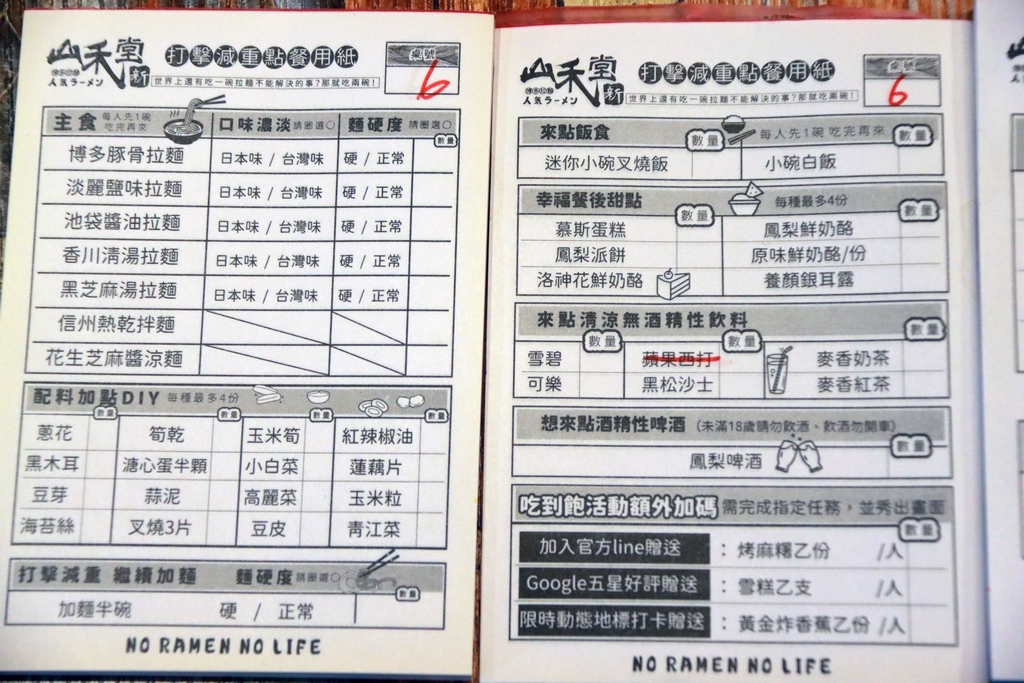 山禾堂
博多拉麵
人気ラーメン
新
打擊減重點餐用紙
世界上還有吃一碗拉麵不能解決的事?那就吃兩碗!
桌號
6
主食 每人先1碗 吃完再來 口味濃淡 請圈選○ 麵硬度 請圈選○ 數量
博多豚骨拉麵 日本味 / 台灣味 硬 / 正常
淡麗鹽味拉麵 日本味 / 台灣味 硬 / 正常
池袋醬油拉麵 日本味 / 台灣味 硬 / 正常
香川清湯拉麵 日本味 / 台灣味 硬 / 正常
黑芝麻湯拉麵 日本味 / 台灣味 硬 / 正常
信州熱乾拌麵
花生芝麻醬涼麵
配料加點DIY 每種最多4份
數量 數量 數量 數量
蔥花 筍乾 玉米筍 紅辣椒油
黑木耳 溏心蛋半顆 小白菜 蓮藕片
豆芽 蒜泥 高麗菜 玉米粒
海苔絲 叉燒3片 豆皮 青江菜
打擊減重 繼續加麵 麵硬度 請圈選○ 數量
加麵半碗 硬 / 正常
NO RAMEN NO LIFE
山禾堂
博多拉麵
人気ラーメン
新
打擊減重點餐用紙
世界上還有吃一碗拉麵不能解決的事?那就吃兩碗!
桌號
6
來點飯食 數量 每人先1碗 吃完再來 數量
迷你小碗叉燒飯 小碗白飯
幸福餐後甜點 數量 每種最多4份 數量
慕斯蛋糕 鳳梨鮮奶酪
鳳梨派餅 原味鮮奶酪/份
洛神花鮮奶酪 養顏銀耳露
來點清涼無酒精性飲料
數量 數量 數量
雪碧 蘋果西打 麥香奶茶
可樂 黑松沙士 麥香紅茶
想來點酒精性啤酒 (未滿18歲請勿飲酒、飲酒勿開車) 數量
鳳梨啤酒
吃到飽活動額外加碼 需完成指定任務,並秀出畫面
數量
加入官方line贈送 : 烤麻糬乙份 /人
Google五星好評贈送 : 雪糕乙支 /人
限時動態地標打卡贈送 : 黃金炸香蕉乙份 /人
NO RAMEN NO LIFE